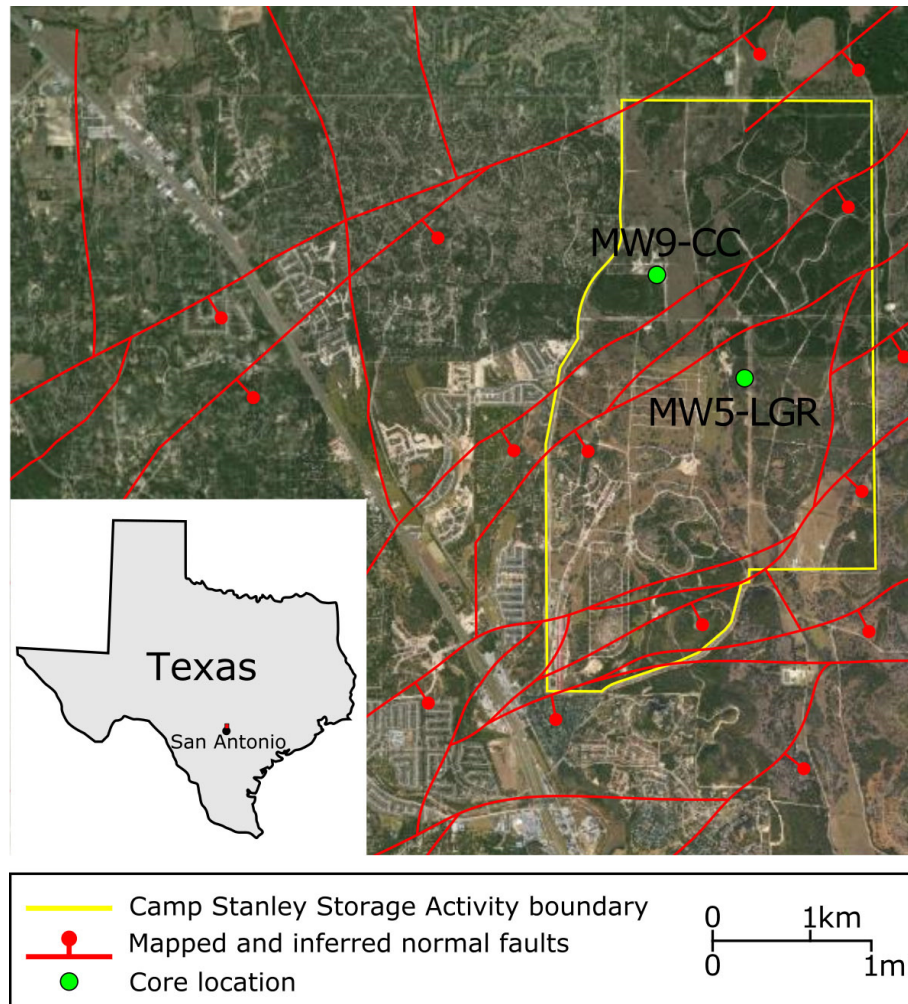 MW9-CC
MW5-LGR
Texas
San Antonio
Camp Stanley Storage Activity boundary
Mapped and inferred normal faults
Core location
0 1km
0 1m